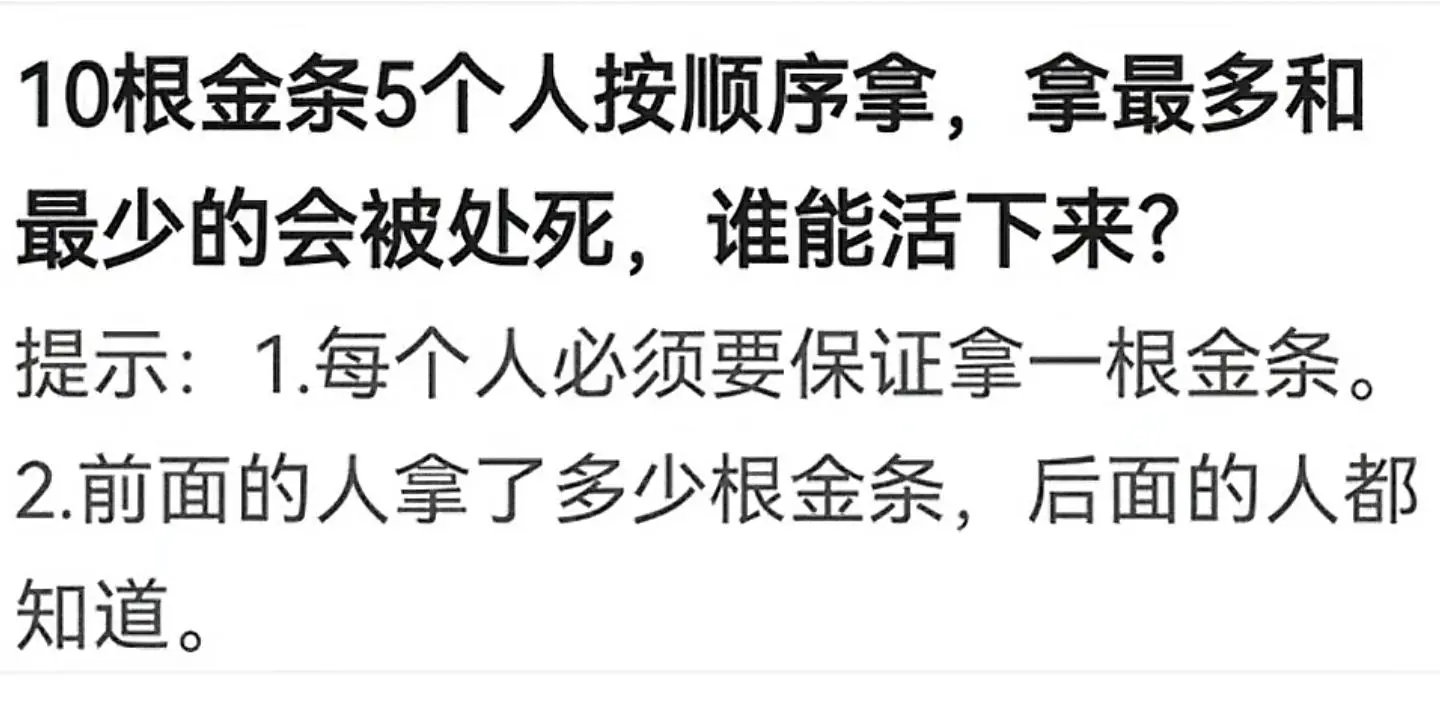 10根金条5个人按顺序拿，拿最多和
最少的会被处死，谁能活下来？
提示：1.每个人必须要保证拿一根金条。
2.前面的人拿了多少根金条，后面的人都
知道。